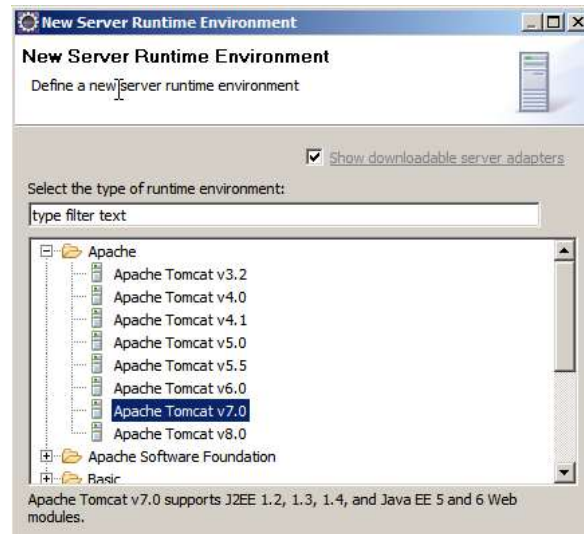 New Server Runtime Environment
New Server Runtime Environment
Define a new server runtime environment
Show downloadable server adapters
Select the type of runtime environment:
type filter text
Apache
Apache Tomcat v3.2
Apache Tomcat v4.0
Apache Tomcat v4.1
Apache Tomcat v5.0
Apache Tomcat v5.5
Apache Tomcat v6.0
Apache Tomcat v7.0
Apache Tomcat v8.0
Apache Software Foundation
Basic
Apache Tomcat v7.0 supports J2EE 1.2, 1.3, 1.4, and Java EE 5 and 6 Web
modules.